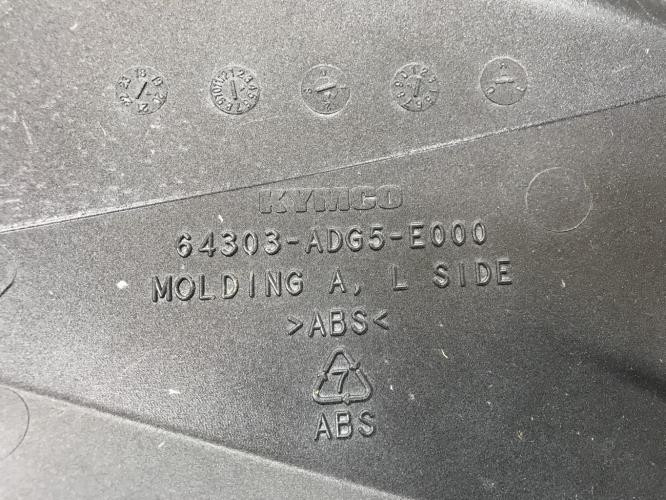 KYMCO
64303-ADG5-E000
MOLDING A, L SIDE
>ABS<
7
ABS